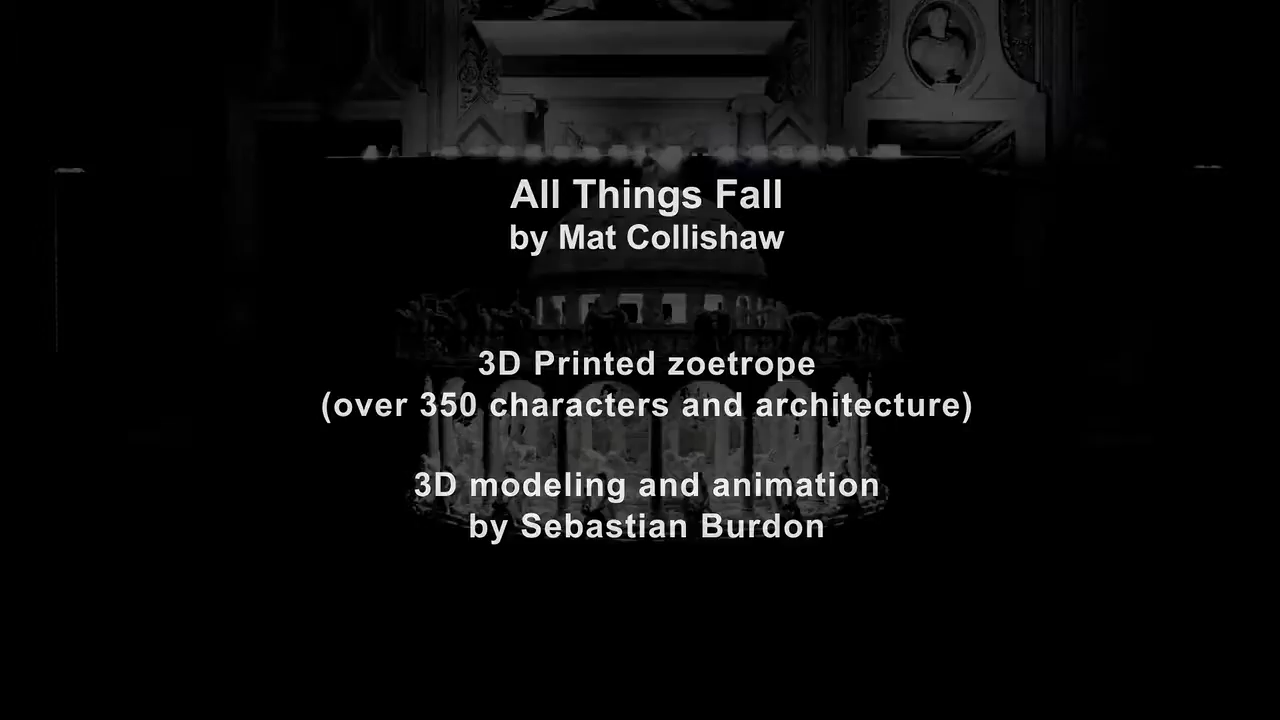 All Things Fall
by Mat Collishaw
3D Printed zoetrope
(over 350 characters and architecture)
3D modeling and animation
by Sebastian Burdon